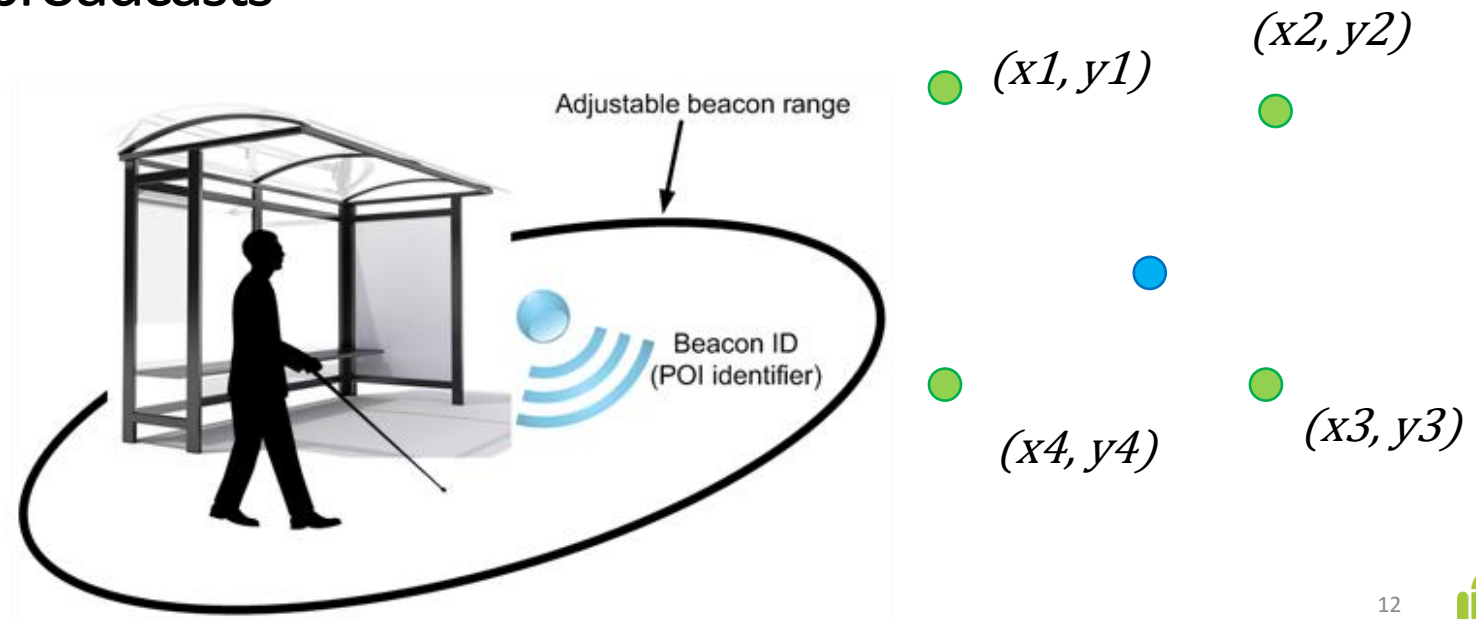 broadcasts
Adjustable beacon range
Beacon ID
(POI identifier)
(x1, y1)
(x2, y2)
(x4, y4)
(x3, y3)
12